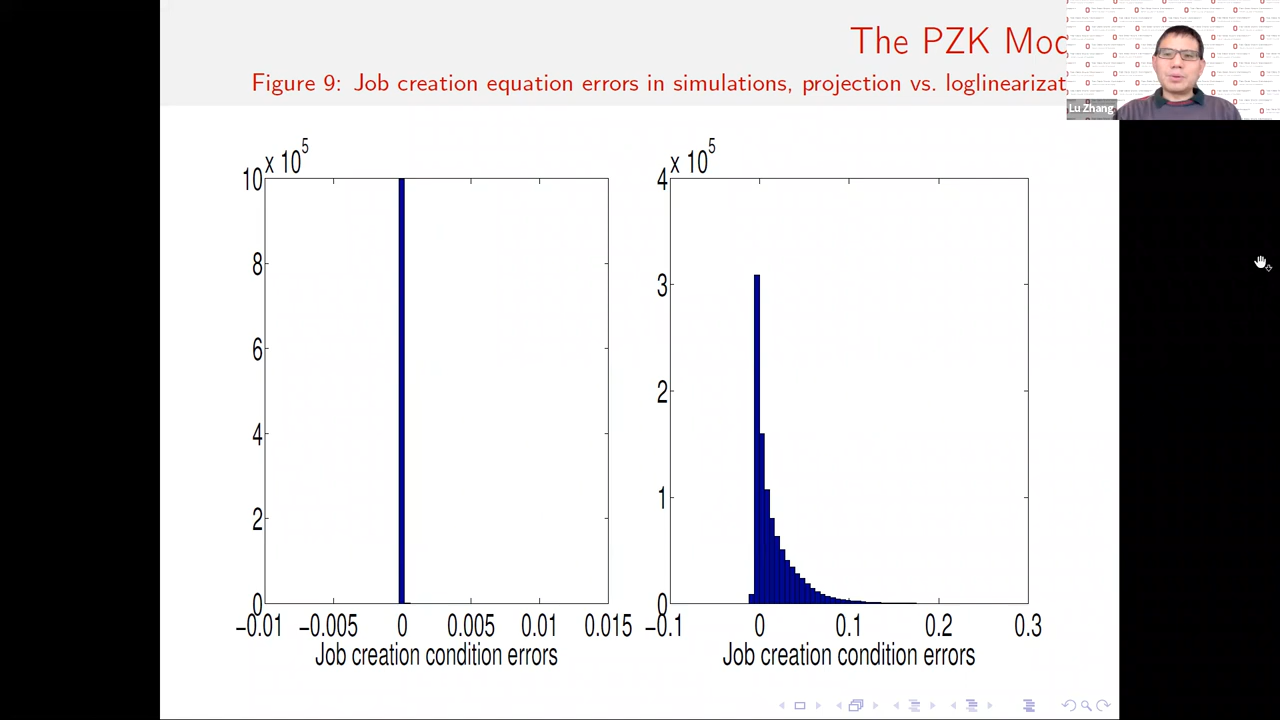 The PZK Mod
Figure 9: Job creation equation errors in simulations, projection vs. loglinearizat
Lu Zhang
x 10^5
10
8
6
4
2
0
−0.01 −0.005 0 0.005 0.01 0.015
Job creation condition errors
x 10^5
4
3
2
1
0
−0.1 0 0.1 0.2 0.3
Job creation condition errors